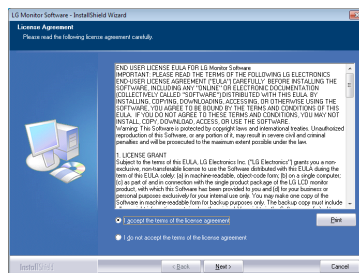 LG Monitor Software - InstallShield Wizard
License Agreement
Please read the following license agreement carefully.
END USER LICENSE EULA FOR LG Monitor Software
IMPORTANT: PLEASE READ THE TERMS OF THE FOLLOWING LG ELECTRONICS
END-USER LICENSE AGREEMENT ("EULA") CAREFULLY BEFORE INSTALLING THE
SOFTWARE, INCLUDING ANY "ONLINE" OR ELECTRONIC DOCUMENTATION
(COLLECTIVELY CALLED "SOFTWARE") DISTRIBUTED WITH THIS EULA. BY
INSTALLING, COPYING, DOWNLOADING, ACCESSING, OR OTHERWISE USING THE
SOFTWARE, YOU AGREE TO BE BOUND BY THE TERMS AND CONDITIONS OF THIS
EULA. IF YOU DO NOT AGREE TO THESE TERMS AND CONDITIONS, YOU MAY NOT
INSTALL, COPY, DOWNLOAD, ACCESS, OR USE THE SOFTWARE.
Warning: This Software is protected by copyright laws and international treaties. Unauthorized
reproduction of this Software, or any portion of it, may result in severe civil and criminal
penalties and will be prosecuted to the maximum extent possible under the law.
1. LICENSE GRANT
Subject to the terms of this EULA, LG Electronics Inc. ("LG Electronics") grants you a non-
exclusive, non-transferable license to use the Software distributed with this EULA during the
term of this EULA solely: (a) in machine-readable, object-code form; (b) on a single computer;
(c) as part of and in connection with the single product package of the LG LCD monitor
product, with which this Software has been provided to you and (d) for your business or
personal purposes exclusively for your internal use only. You may make one copy of the
Software in machine-readable form for backup purposes only. The backup copy must include
I accept the terms of the license agreement
Print
I do not accept the terms of the license agreement
InstallShield
< Back
Next >
Cancel